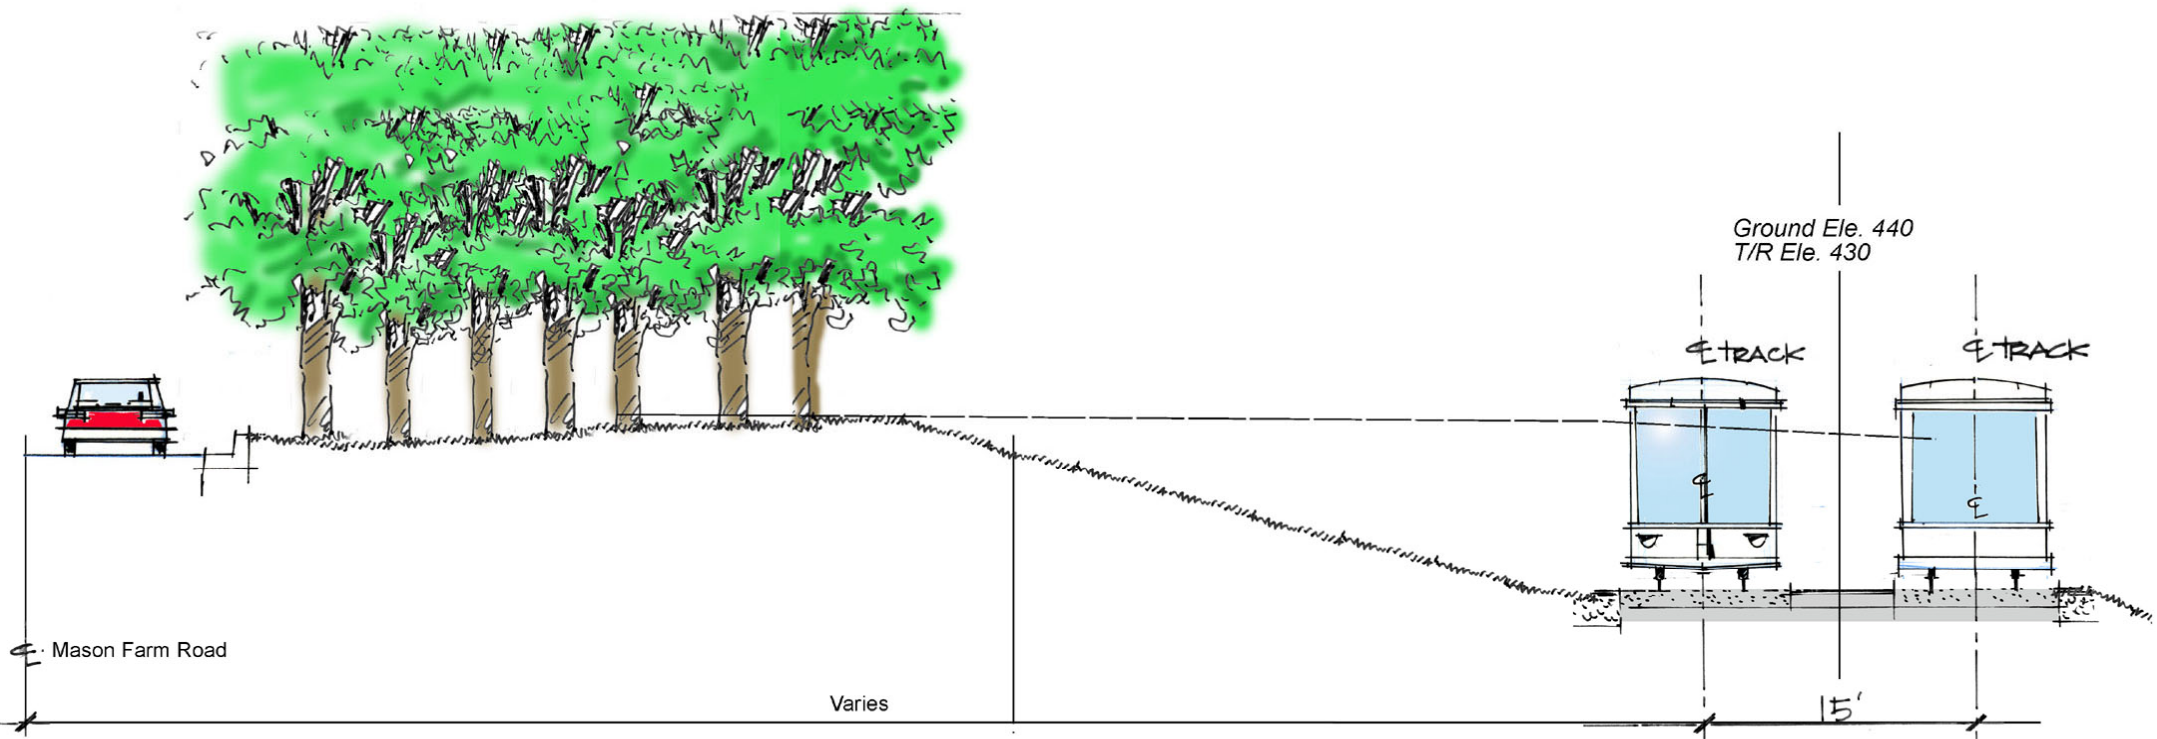 Ground Ele. 440
T/R Ele. 430
℄ TRACK
℄ TRACK
℄
℄
℄ Mason Farm Road
Varies
15'